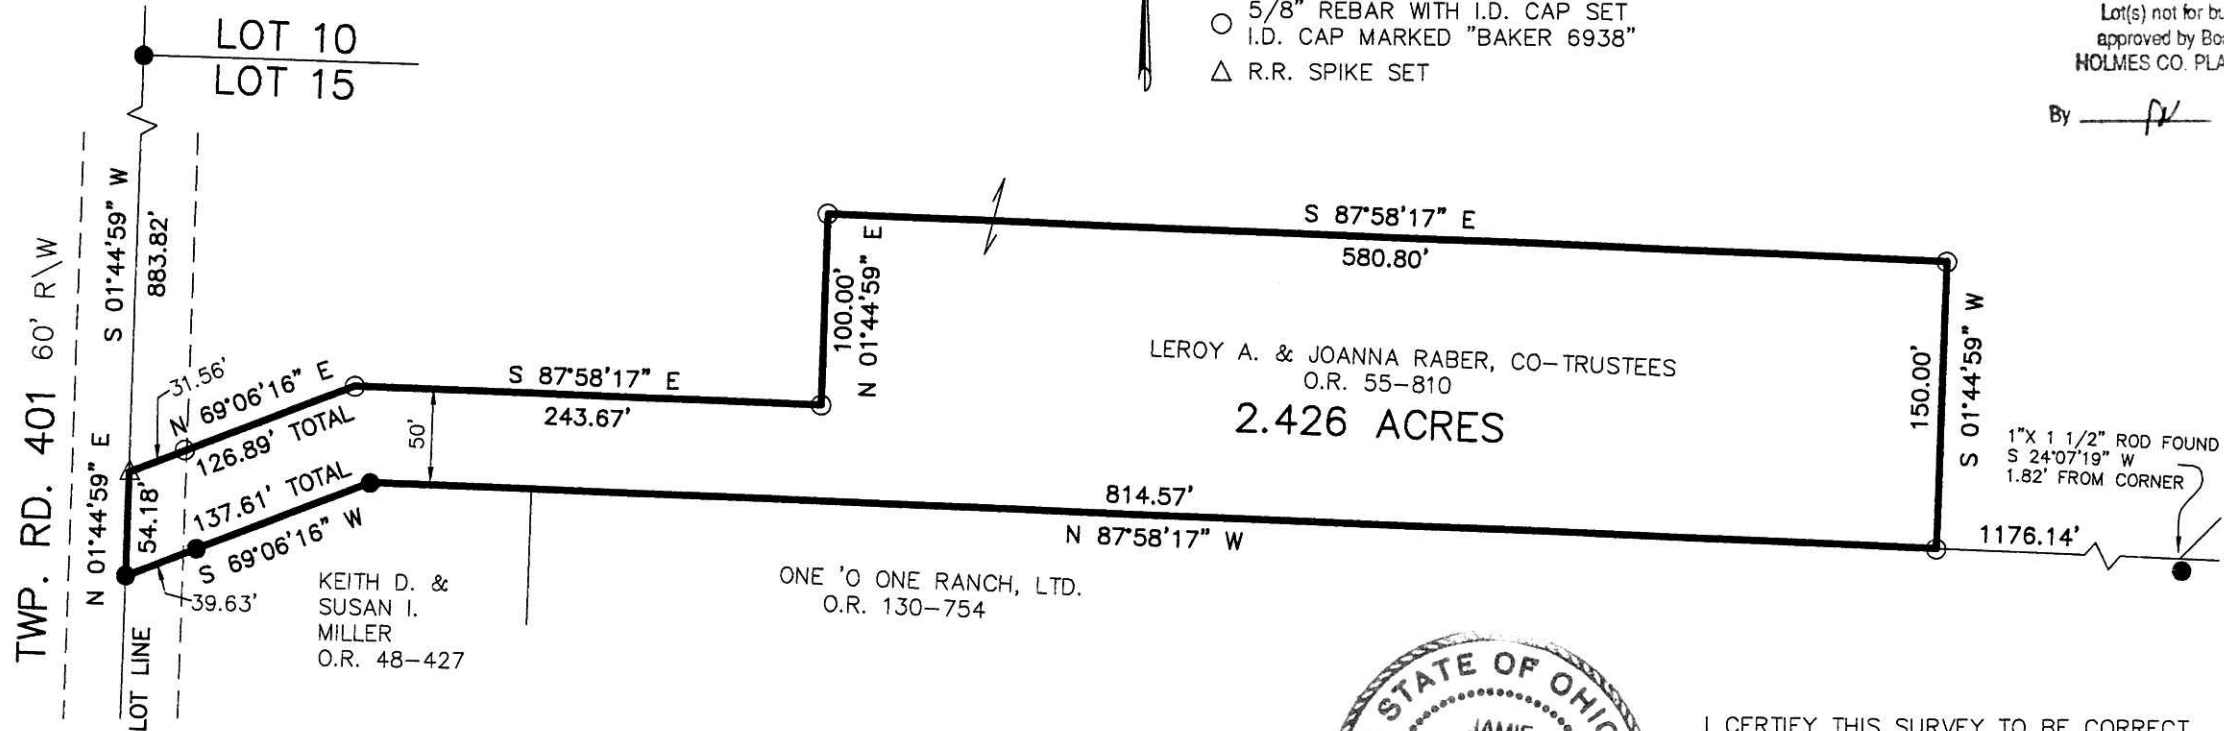 LOT 10
LOT 15
5/8" REBAR WITH I.D. CAP SET
I.D. CAP MARKED "BAKER 6938"
R.R. SPIKE SET
Lot(s) not for
approved by
HOLMES CO.
By
TWP. RD. 401 60' R\W
S 01°44'59" W
883.82'
N 01°44'59" E
54.18'
LOT LINE
31.56'
N 69°06'16" E
126.89' TOTAL
137.61' TOTAL
S 69°06'16" W
39.63'
S 87°58'17" E
243.67'
50'
100.00'
N 01°44'59" E
S 87°58'17" E
580.80'
LEROY A. & JOANNA RABER, CO-TRUSTEES
O.R. 55-810
2.426 ACRES
150.00'
S 01°44'59" W
1"X 1 1/2" ROD FOUND
S 24°07'19" W
1.82' FROM CORNER
1176.14'
814.57'
N 87°58'17" W
KEITH D. &
SUSAN I.
MILLER
O.R. 48-427
ONE 'O ONE RANCH, LTD.
O.R. 130-754
STATE OF OHIO
JAMIE
I CERTIFY THIS SURVEY TO BE CORRECT